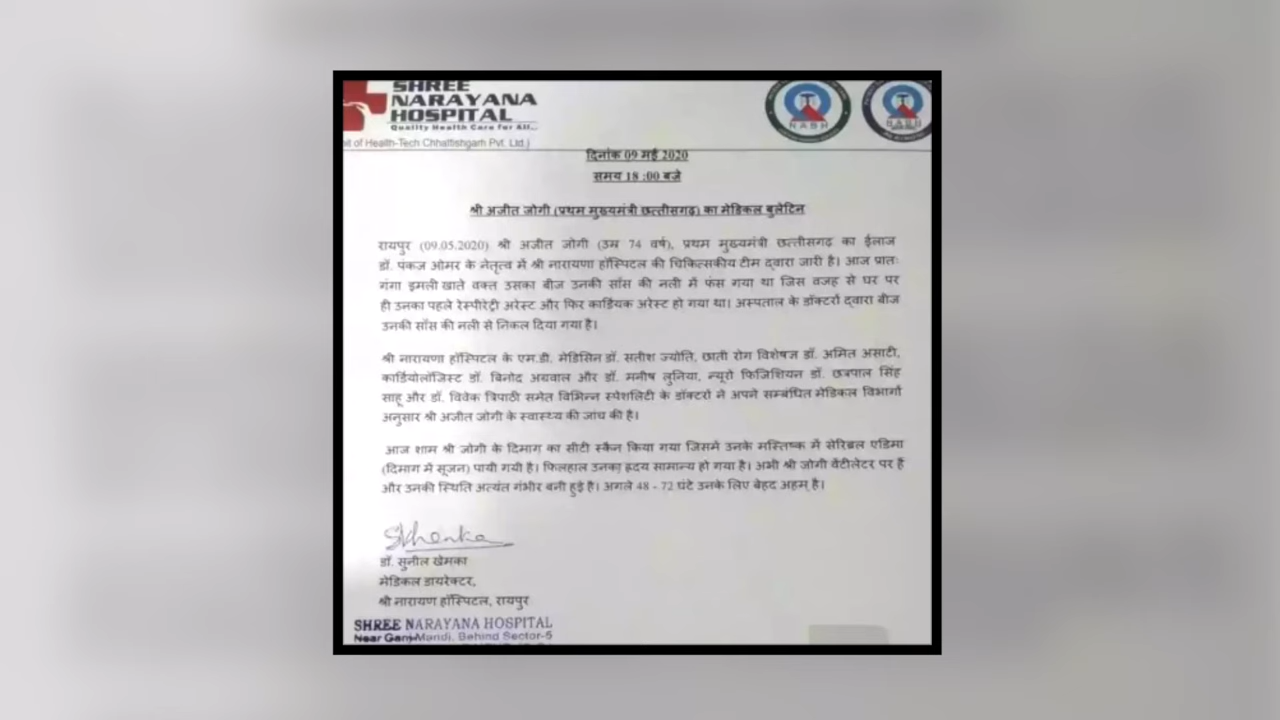 SHREE
NARAYANA
HOSPITAL
Quality Health Care for All...
it of Health-Tech Chhattishgarh Pvt. Ltd.)
NABH
NABH
दिनांक 09 मई 2020
समय 18 :00 बजे
श्री अजीत जोगी (प्रथम मुख्यमंत्री छत्तीसगढ़) का मेडिकल बुलेटिन
रायपुर (09.05.2020) श्री अजीत जोगी (उम्र 74 वर्ष), प्रथम मुख्यमंत्री छत्तीसगढ़ का ईलाज
डॉ. पंकज ओमर के नेतृत्व में श्री नारायणा हॉस्पिटल की चिकित्सकीय टीम द्वारा जारी है। आज प्रातः
गंगा इमली खाते वक्त उसका बीज उनकी साँस की नली में फंस गया था जिस वजह से घर पर
ही उनका पहले रेस्पीरेट्री अरेस्ट और फिर कार्डियक अरेस्ट हो गया था। अस्पताल के डॉक्टरों द्वारा बीज
उनकी साँस की नली से निकल दिया गया है।
श्री नारायणा हॉस्पिटल के एम.डी. मेडिसिन डॉ. सतीश ज्योति, छाती रोग विशेषज्ञ डॉ. अमित असाटी,
कार्डियोलॉजिस्ट डॉ. बिनोद अग्रवाल और डॉ. मनीष लुनिया, न्यूरो फिजिशियन डॉ. छत्रपाल सिंह
साहू और डॉ. विवेक त्रिपाठी समेत विभिन्न स्पेशलिटी के डॉक्टरों ने अपने सम्बंधित मेडिकल विभागों
अनुसार श्री अजीत जोगी के स्वास्थ्य की जांच की है।
आज शाम श्री जोगी के दिमाग का सीटी स्कैन किया गया जिसमें उनके मस्तिष्क में सेरिब्रल एडिमा
(दिमाग में सूजन) पायी गयी है। फिलहाल उनका ह्रदय सामान्य हो गया है। अभी श्री जोगी वेंटीलेटर पर हैं
और उनकी स्थिति अत्यंत गंभीर बनी हुई है। अगले 48 - 72 घंटे उनके लिए बेहद अहम् है।
Skhemka
डॉ. सुनील खेमका
मेडिकल डायरेक्टर,
श्री नारायण हॉस्पिटल, रायपुर
SHREE NARAYANA HOSPITAL
Near Ganj Mandi, Behind Sector-5